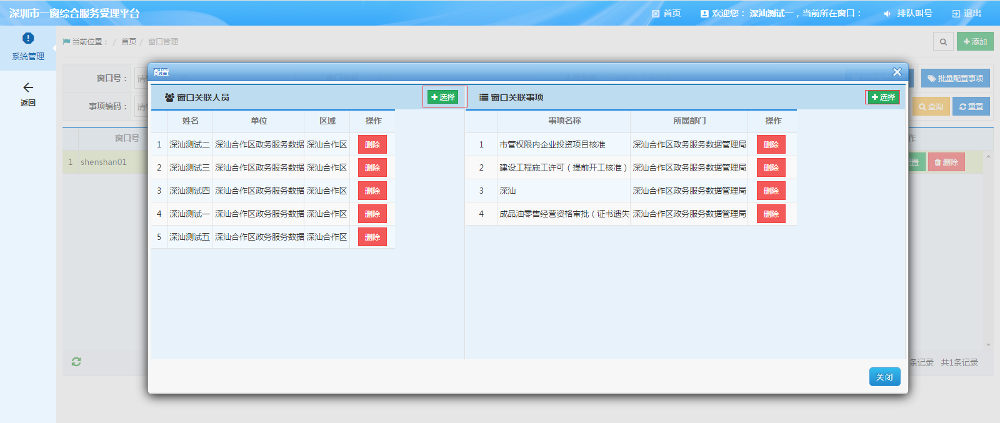 深圳市一窗综合服务受理平台
首页 欢迎您： 深汕测试一，当前所在窗口： 排队叫号 退出
系统管理
返回
当前位置： / 首页 / 窗口管理
添加
窗口号：
批量配置事项
事项编码：
查询 重置
窗口号
1 shenshan01
删除
条记录 共1条记录
配置
窗口关联人员 选择
姓名 单位 区域 操作
1 深汕测试二 深汕合作区政务服务数据 深汕合作区 删除
2 深汕测试三 深汕合作区政务服务数据 深汕合作区 删除
3 深汕测试四 深汕合作区政务服务数据 深汕合作区 删除
4 深汕测试一 深汕合作区政务服务数据 深汕合作区 删除
5 深汕测试五 深汕合作区政务服务数据 深汕合作区 删除
窗口关联事项 选择
事项名称 所属部门 操作
1 市管权限内企业投资项目核准 深汕合作区政务服务数据管理局 删除
2 建设工程施工许可（提前开工核准） 深汕合作区政务服务数据管理局 删除
3 深汕 深汕合作区政务服务数据管理局 删除
4 成品油零售经营资格审批（证书遗失 深汕合作区政务服务数据管理局 删除
关闭